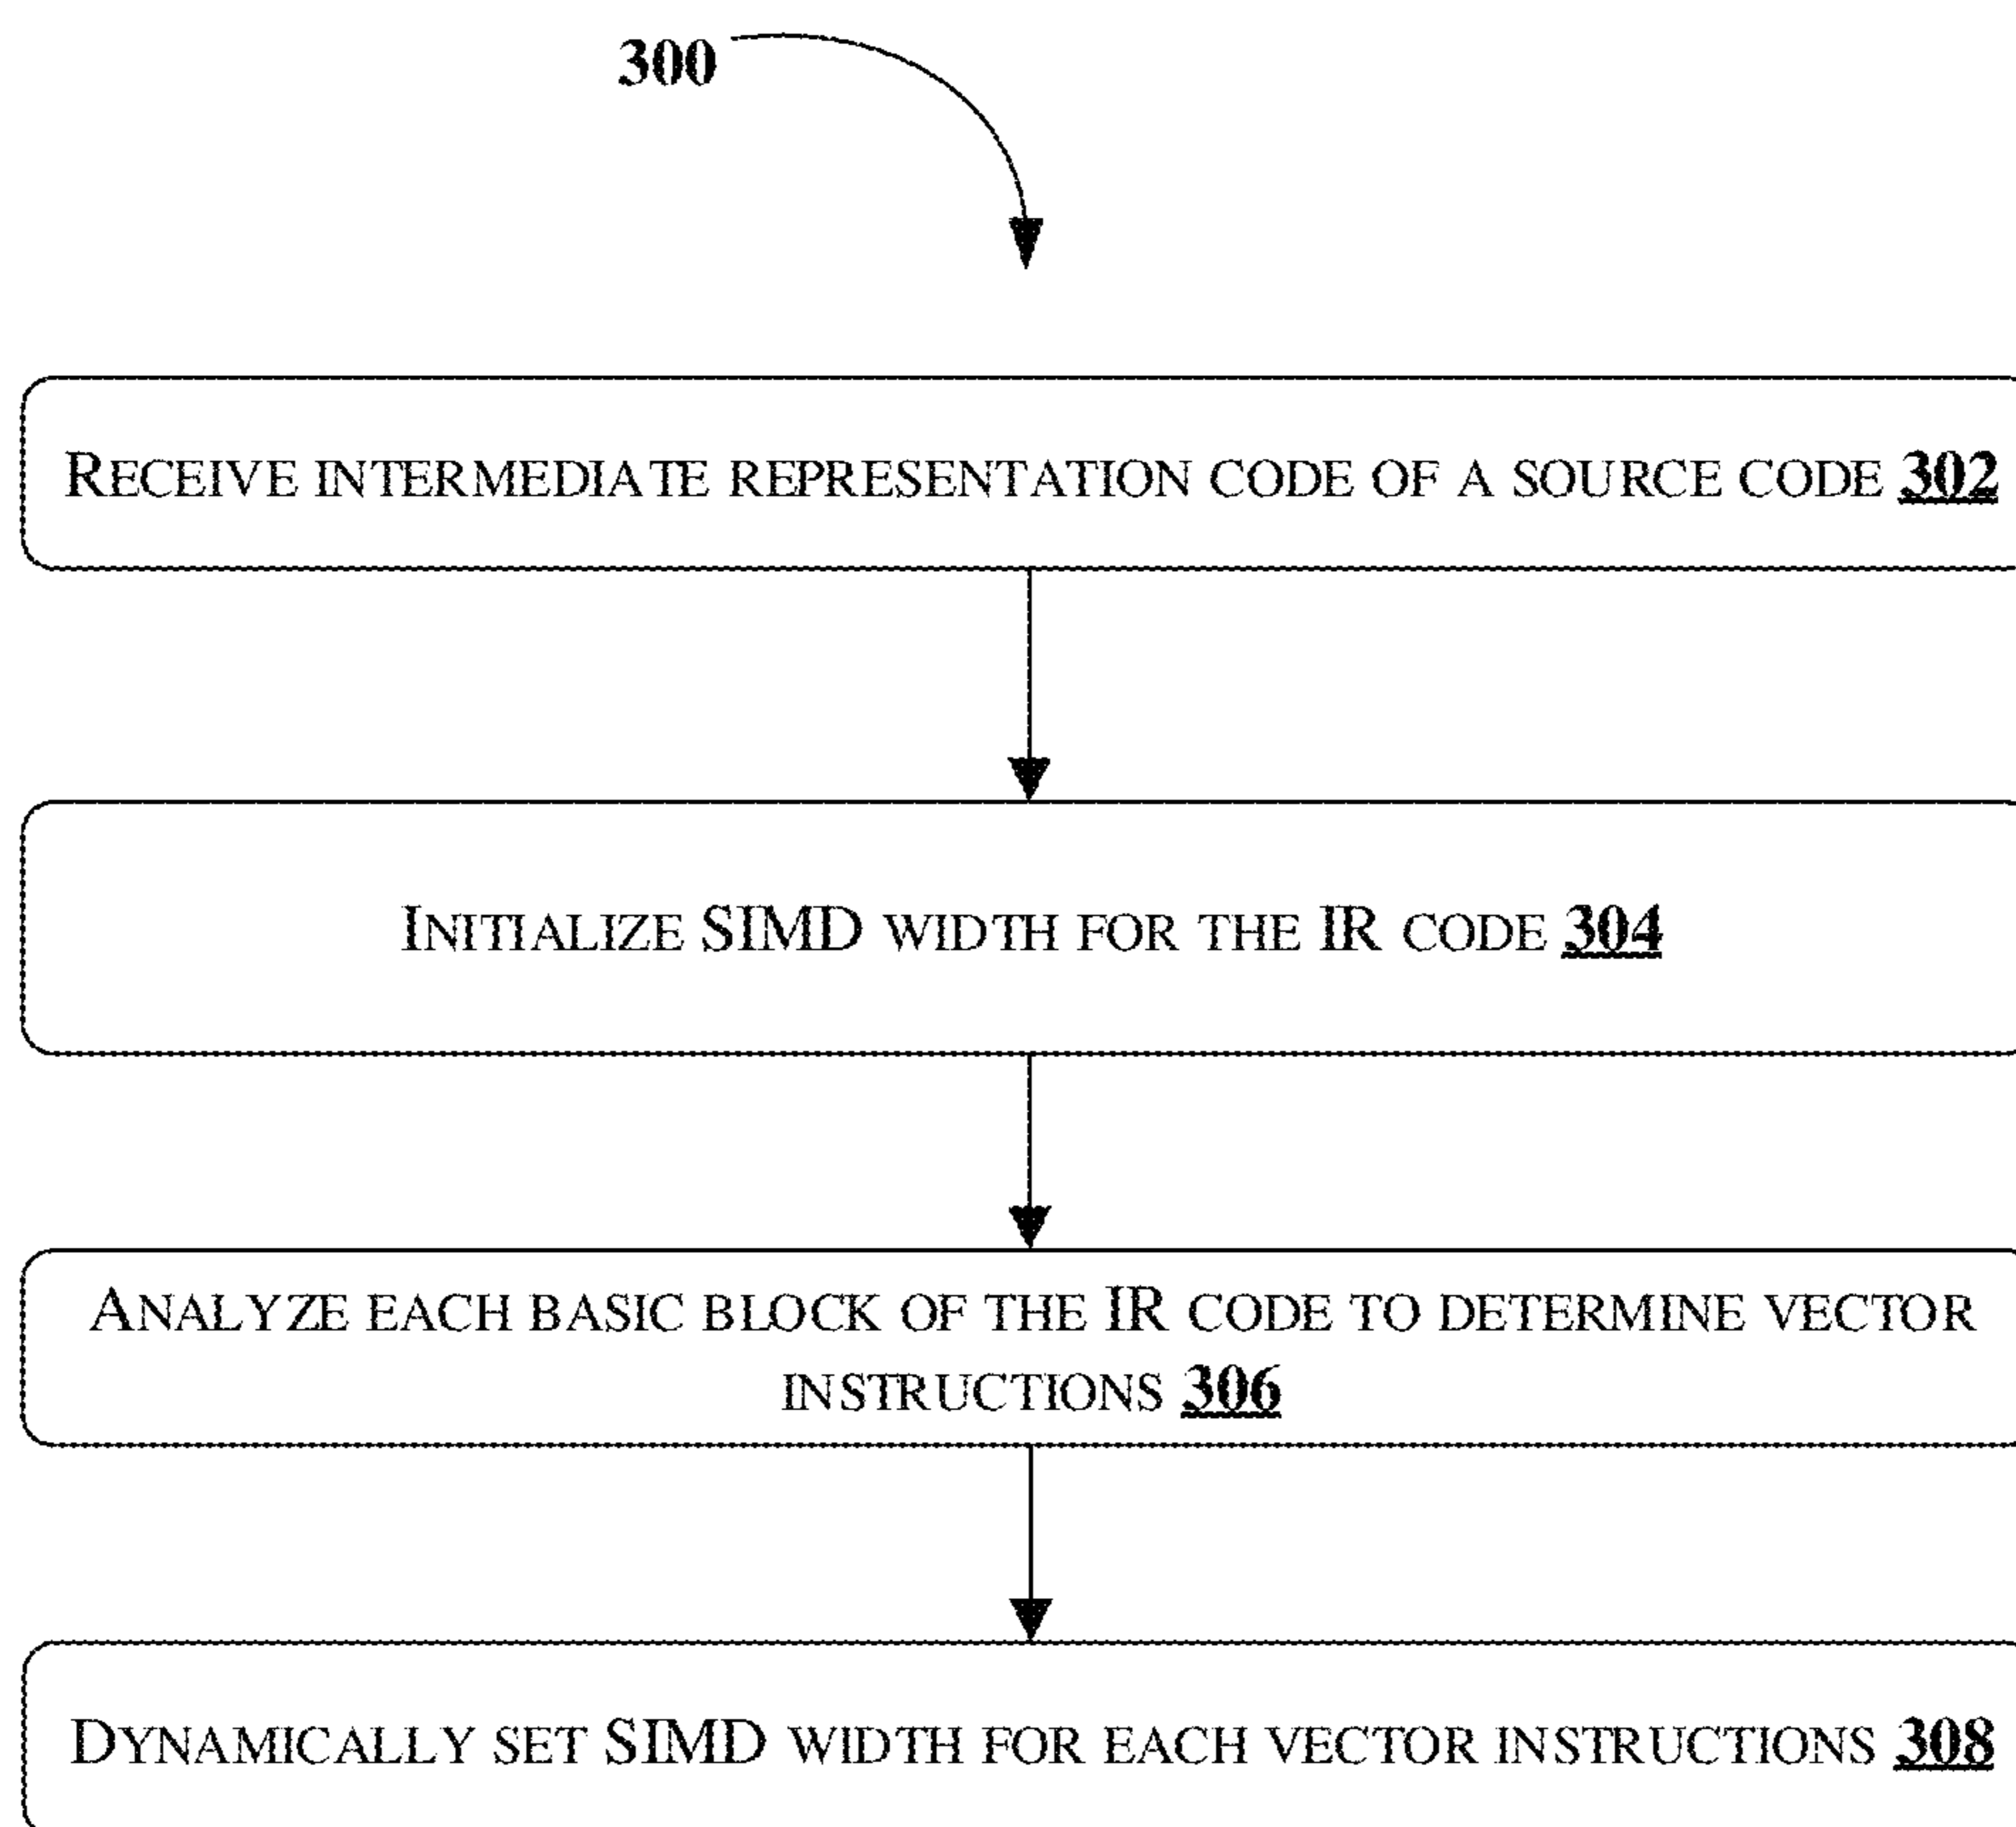 300
RECEIVE INTERMEDIATE REPRESENTATION CODE OF A SOURCE CODE 302
INITIALIZE SIMD WIDTH FOR THE IR CODE 304
ANALYZE EACH BASIC BLOCK OF THE IR CODE TO DETERMINE VECTOR
INSTRUCTIONS 306
DYNAMICALLY SET SIMD WIDTH FOR EACH VECTOR INSTRUCTIONS 308